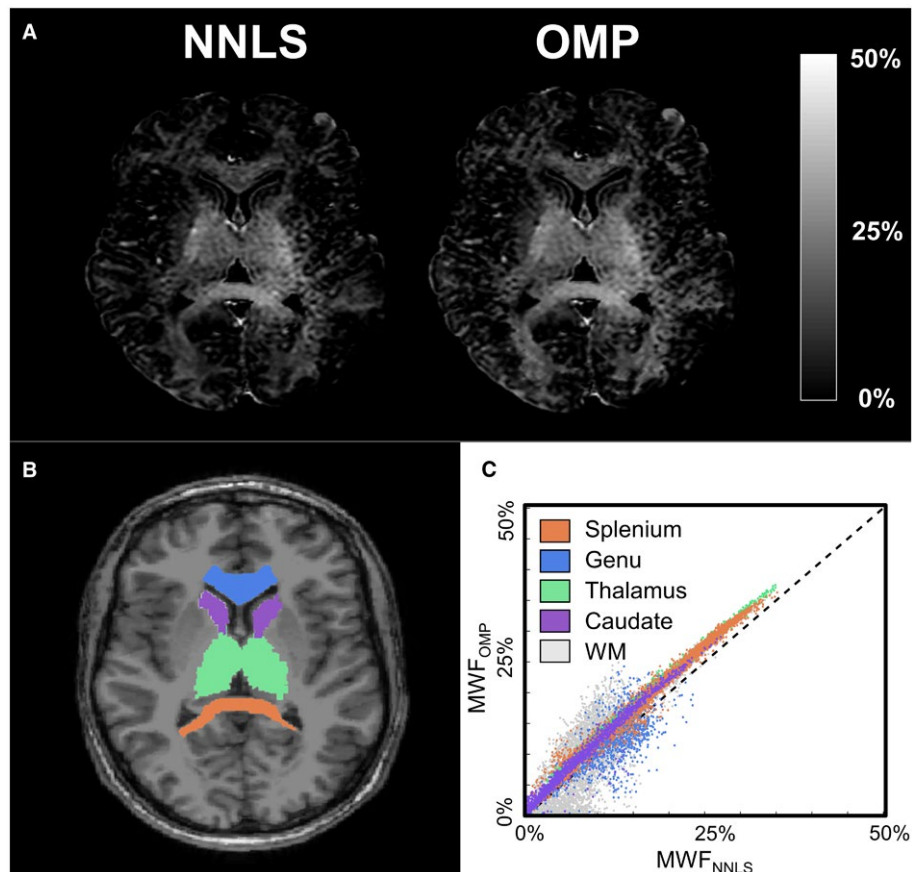 A
NNLS
OMP
50%
25%
0%
B
C
50%
25%
0%
MWF_OMP
Splenium
Genu
Thalamus
Caudate
WM
0%
25%
50%
MWF_NNLS